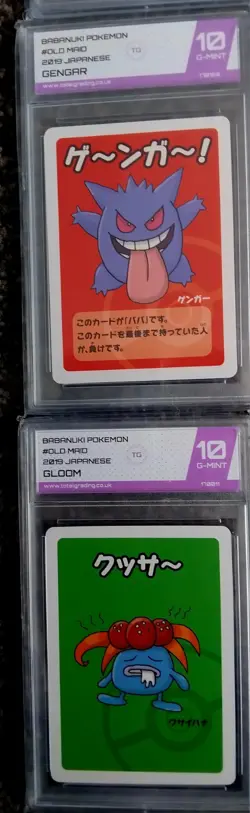 BABANUKI POKEMON
#OLD MAID
2019 JAPANESE
GENGAR
www.totalgrading.co.uk
TG
10
G-MINT
ゲ〜ンガ〜!
ゲンガー
このカードが「ババ」です。
このカードを最後まで持っていた人
が、負けです。
BABANUKI POKEMON
#OLD MAID
2019 JAPANESE
GLOOM
www.totalgrading.co.uk
TG
10
G-MINT
クッサ〜
クサイハナ